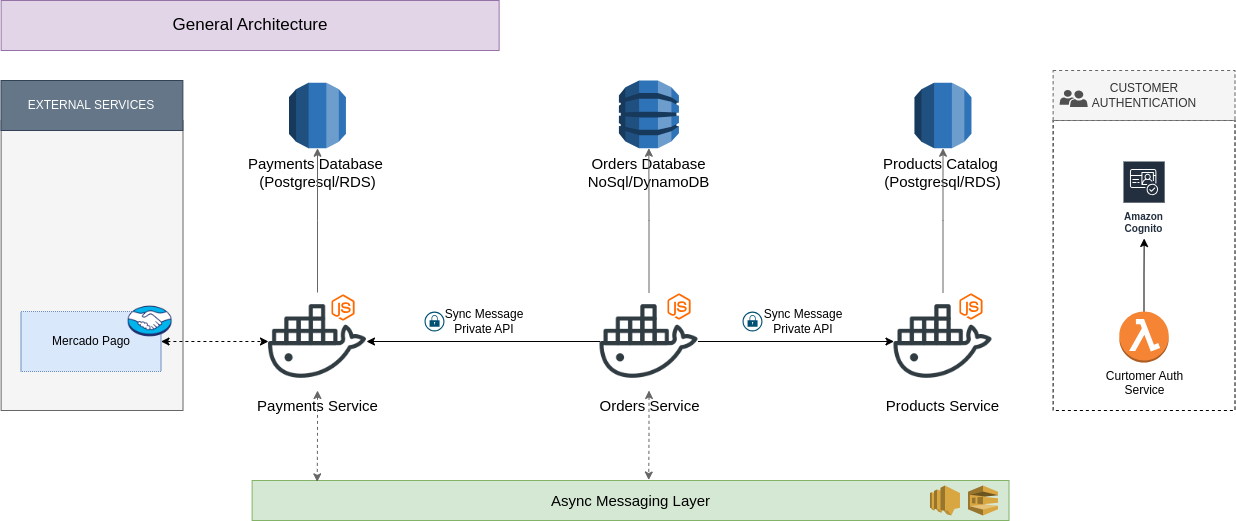 General Architecture
EXTERNAL SERVICES
CUSTOMER
AUTHENTICATION
Payments Database
(Postgresql/RDS)
Orders Database
NoSql/DynamoDB
Products Catalog
(Postgresql/RDS)
Amazon
Cognito
Mercado Pago
JS
Sync Message
Private API
JS
Sync Message
Private API
JS
Curtomer Auth
Service
Payments Service
Orders Service
Products Service
Async Messaging Layer